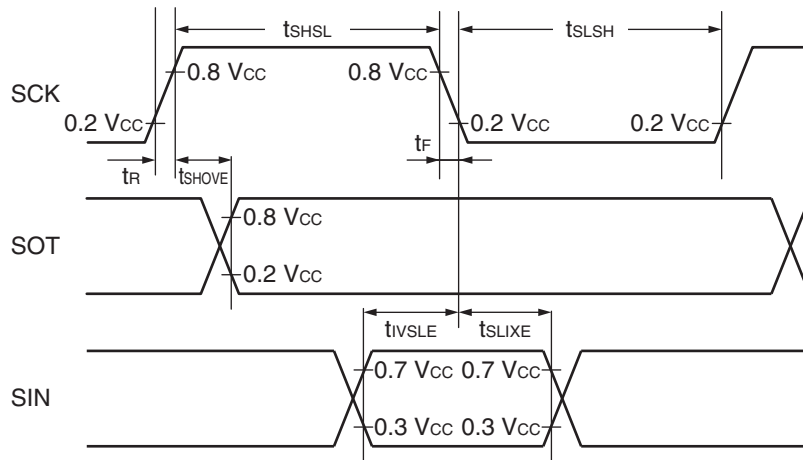 tSHSL tSLSH
SCK
0.8 VCC 0.8 VCC
0.2 VCC 0.2 VCC 0.2 VCC
tR tSHOVE tF
SOT
0.8 VCC
0.2 VCC
tIVSLE tSLIXE
SIN
0.7 VCC 0.7 VCC
0.3 VCC 0.3 VCC